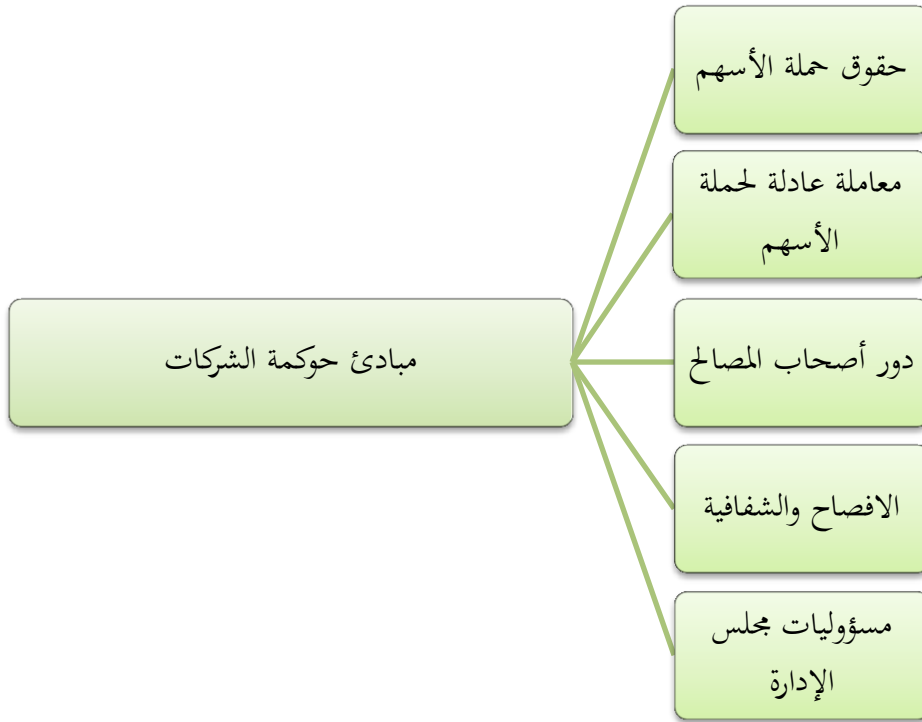 حقوق حملة الأسهم
معاملة عادلة لحملة
الأسهم
مبادئ حوكمة الشركات
دور أصحاب المصالح
الافصاح والشفافية
مسؤوليات مجلس
الإدارة